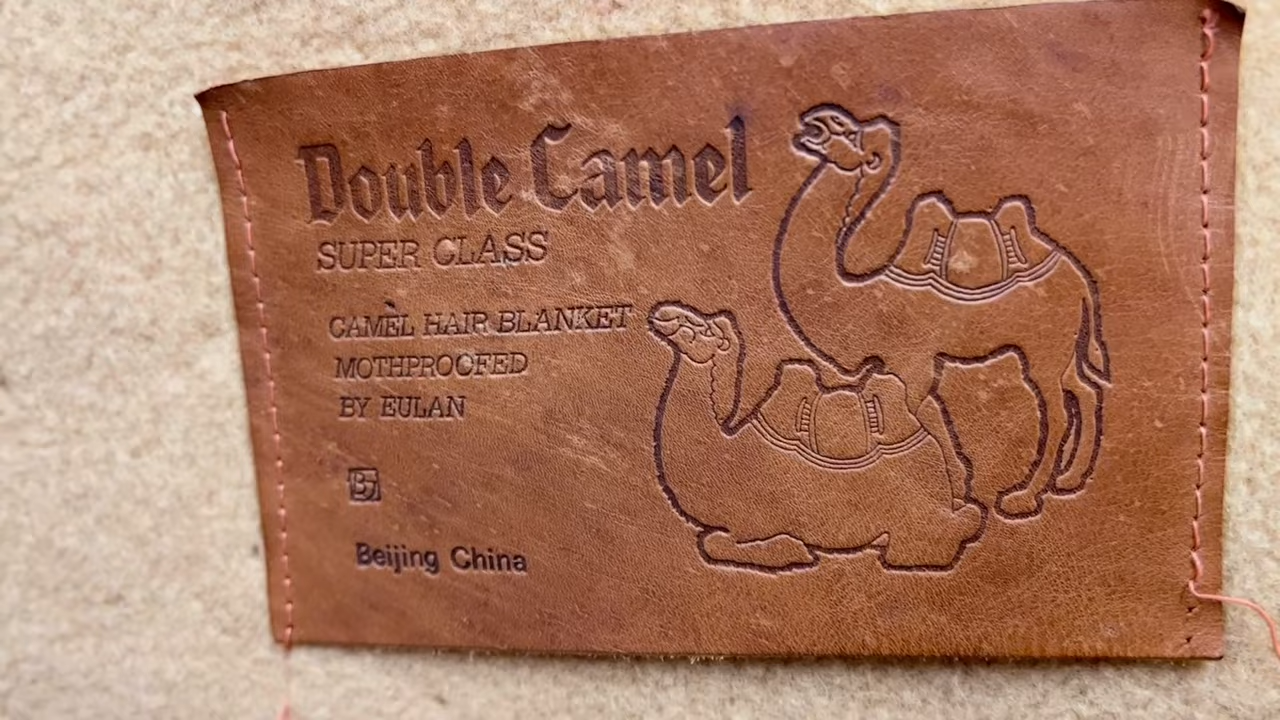 Double Camel
SUPER CLASS
CAMEL HAIR BLANKET
MOTHPROOFED
BY EULAN
Beijing China